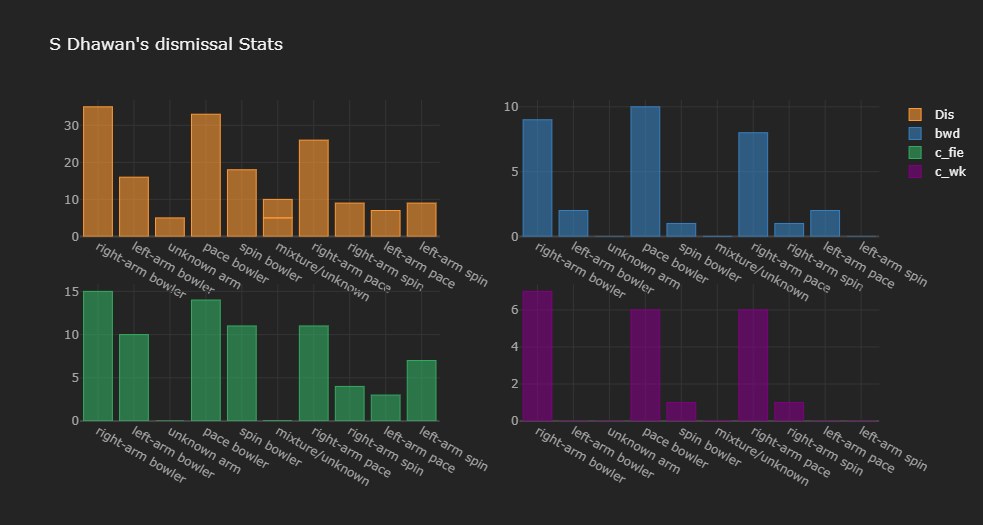 S Dhawan's dismissal Stats
30
20
10
0
right-arm bowler
left-arm bowler
unknown arm
pace bowler
spin bowler
mixture/unknown
right-arm pace
right-arm spin
left-arm pace
left-arm spin
10
5
0
right-arm bowler
left-arm bowler
unknown arm
pace bowler
spin bowler
mixture/unknown
right-arm pace
right-arm spin
left-arm pace
left-arm spin
Dis
bwd
c_fie
c_wk
15
10
5
0
right-arm bowler
left-arm bowler
unknown arm
pace bowler
spin bowler
mixture/unknown
right-arm pace
right-arm spin
left-arm pace
left-arm spin
6
4
2
0
right-arm bowler
left-arm bowler
unknown arm
pace bowler
spin bowler
mixture/unknown
right-arm pace
right-arm spin
left-arm pace
left-arm spin